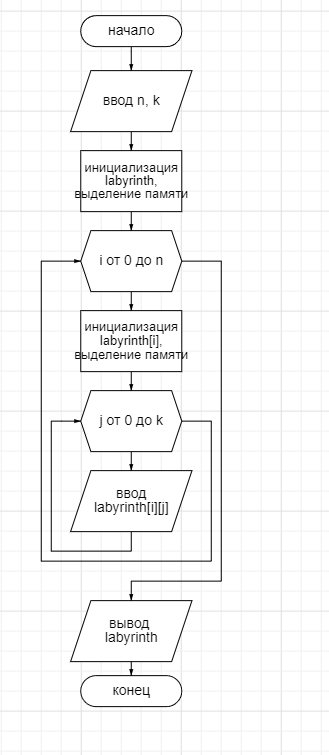 начало
ввод n, k
инициализация
labyrinth,
выделение памяти
i от 0 до n
инициализация
labyrinth[i],
выделение памяти
j от 0 до k
ввод
labyrinth[i][j]
вывод
labyrinth
конец